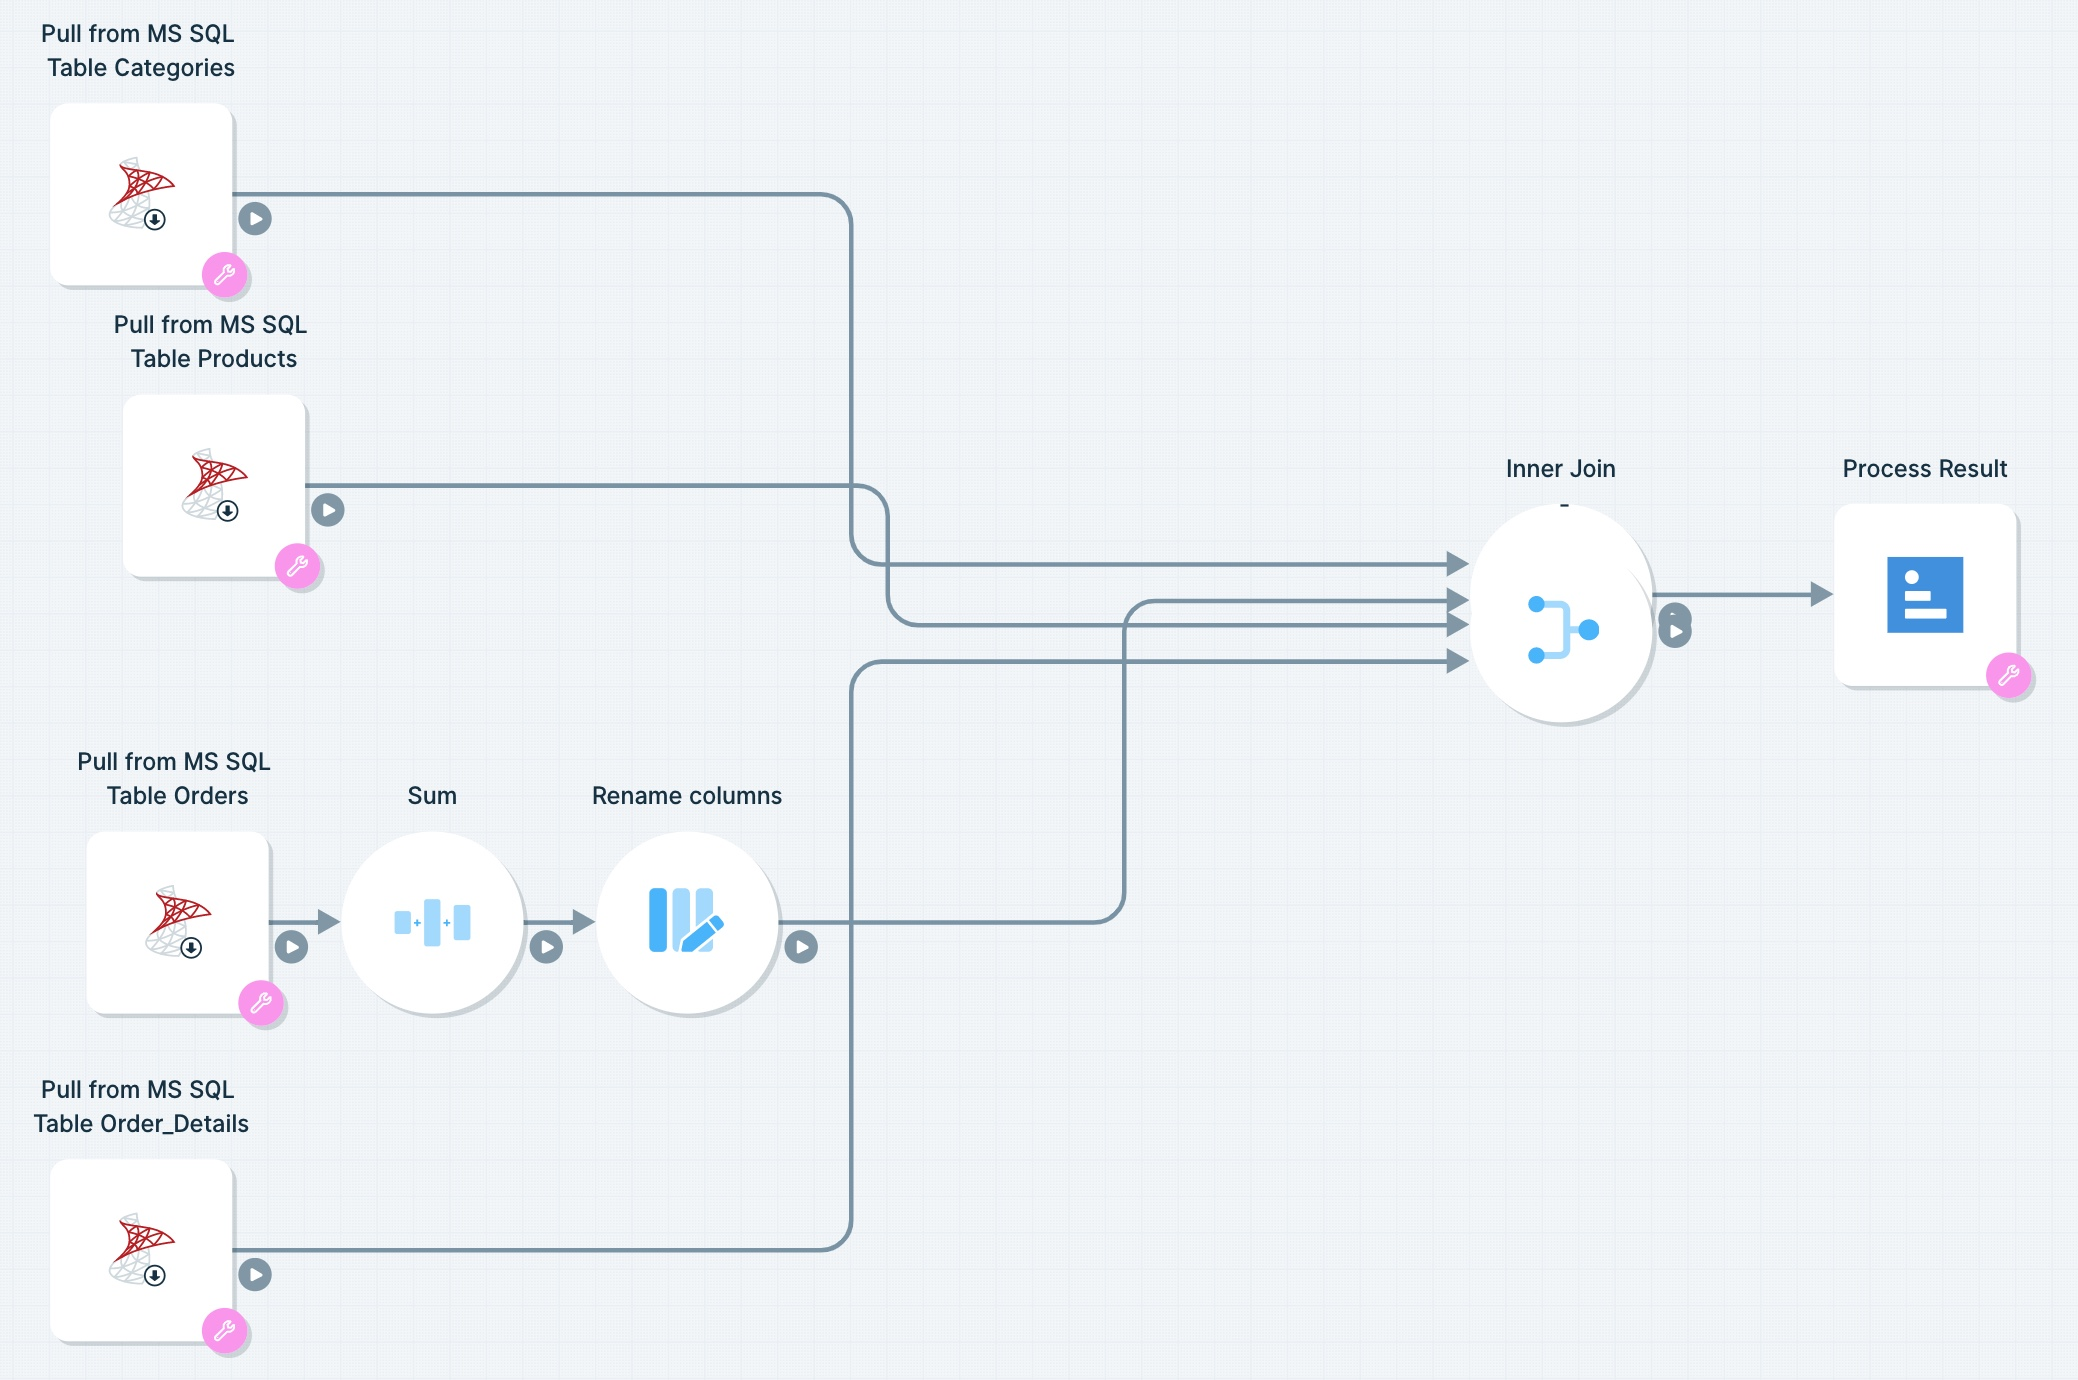 Pull from MS SQL
Table Categories
Pull from MS SQL
Table Products
Inner Join
-
Process Result
Pull from MS SQL
Table Orders
Sum
Rename columns
Pull from MS SQL
Table Order_Details